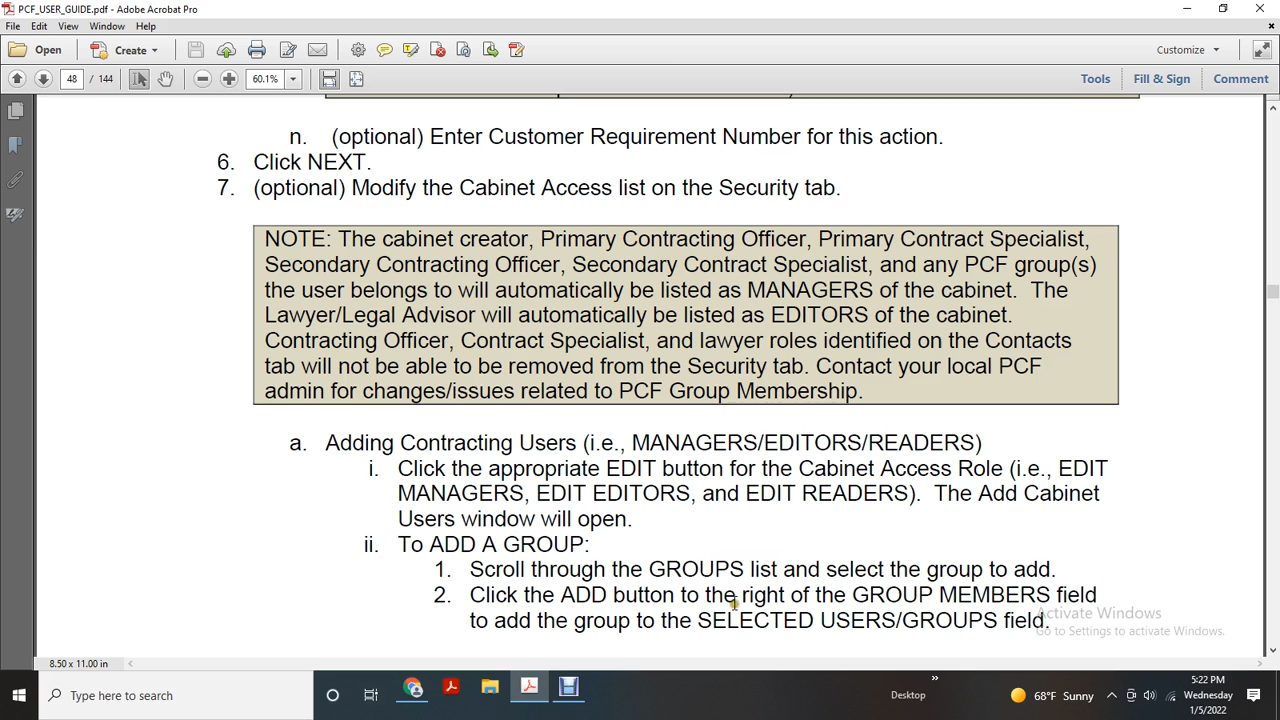 PCF_USER_GUIDE.pdf - Adobe Acrobat Pro
File Edit View Window Help
Open Create Customize
48 / 144 60.1% Tools Fill & Sign Comment
n. (optional) Enter Customer Requirement Number for this action.
6. Click NEXT.
7. (optional) Modify the Cabinet Access list on the Security tab.
NOTE: The cabinet creator, Primary Contracting Officer, Primary Contract Specialist,
Secondary Contracting Officer, Secondary Contract Specialist, and any PCF group(s)
the user belongs to will automatically be listed as MANAGERS of the cabinet. The
Lawyer/Legal Advisor will automatically be listed as EDITORS of the cabinet.
Contracting Officer, Contract Specialist, and lawyer roles identified on the Contacts
tab will not be able to be removed from the Security tab. Contact your local PCF
admin for changes/issues related to PCF Group Membership.
a. Adding Contracting Users (i.e., MANAGERS/EDITORS/READERS)
i. Click the appropriate EDIT button for the Cabinet Access Role (i.e., EDIT
MANAGERS, EDIT EDITORS, and EDIT READERS). The Add Cabinet
Users window will open.
ii. To ADD A GROUP:
1. Scroll through the GROUPS list and select the group to add.
2. Click the ADD button to the right of the GROUP MEMBERS field
to add the group to the SELECTED USERS/GROUPS field.
Activate Windows
Go to Settings to activate Windows.
8.50 x 11.00 in
Type here to search
Desktop
68°F Sunny
5:22 PM
Wednesday
1/5/2022